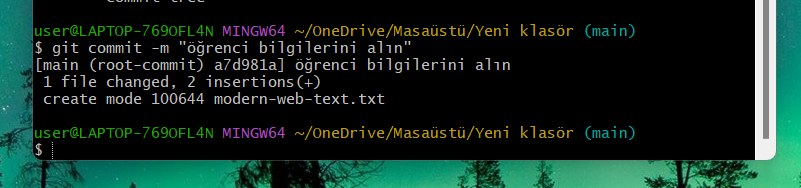 commit-tree
user@LAPTOP-769OFL4N MINGW64 ~/OneDrive/Masaüstü/Yeni klasör (main)
$ git commit -m "öğrenci bilgilerini alın"
[main (root-commit) a7d981a] öğrenci bilgilerini alın
1 file changed, 2 insertions(+)
create mode 100644 modern-web-text.txt
user@LAPTOP-769OFL4N MINGW64 ~/OneDrive/Masaüstü/Yeni klasör (main)
$